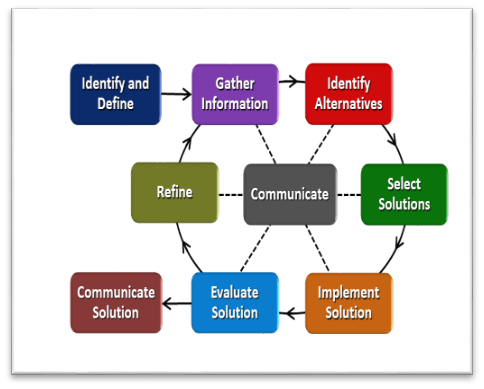 Identify and
Define
Gather
Information
Identify
Alternatives
Refine
Communicate
Select
Solutions
Communicate
Solution
Evaluate
Solution
Implement
Solution